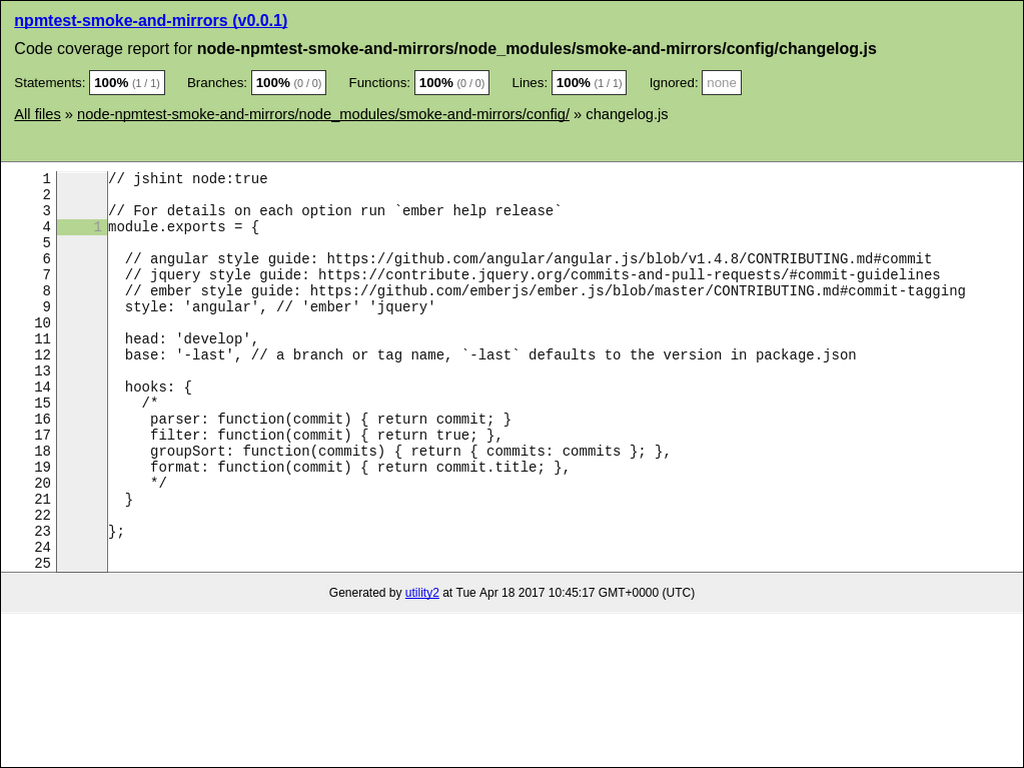 npmtest-smoke-and-mirrors (v0.0.1)
Code coverage report for node-npmtest-smoke-and-mirrors/node_modules/smoke-and-mirrors/config/changelog.js
Statements: 100% (1 / 1) Branches: 100% (0 / 0) Functions: 100% (0 / 0) Lines: 100% (1 / 1) Ignored: none
All files » node-npmtest-smoke-and-mirrors/node_modules/smoke-and-mirrors/config/ » changelog.js
1 // jshint node:true
2
3 // For details on each option run `ember help release`
4 1 module.exports = {
5
6 // angular style guide: https://github.com/angular/angular.js/blob/v1.4.8/CONTRIBUTING.md#commit
7 // jquery style guide: https://contribute.jquery.org/commits-and-pull-requests/#commit-guidelines
8 // ember style guide: https://github.com/emberjs/ember.js/blob/master/CONTRIBUTING.md#commit-tagging
9 style: 'angular', // 'ember' 'jquery'
10
11 head: 'develop',
12 base: '-last', // a branch or tag name, `-last` defaults to the version in package.json
13
14 hooks: {
15 /*
16 parser: function(commit) { return commit; }
17 filter: function(commit) { return true; },
18 groupSort: function(commits) { return { commits: commits }; },
19 format: function(commit) { return commit.title; },
20 */
21 }
22
23 };
24
25
Generated by utility2 at Tue Apr 18 2017 10:45:17 GMT+0000 (UTC)